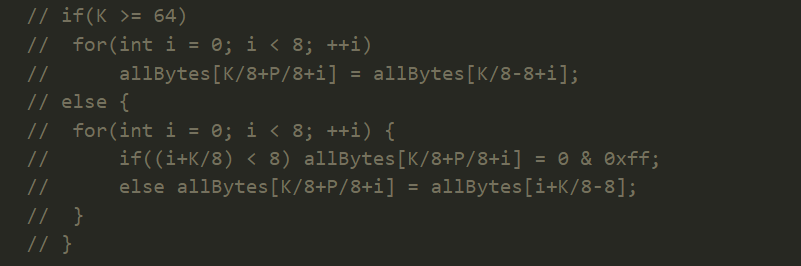 // if(K >= 64)
//  for(int i = 0; i < 8; ++i)
//      allBytes[K/8+P/8+i] = allBytes[K/8-8+i];
// else {
//  for(int i = 0; i < 8; ++i) {
//      if((i+K/8) < 8) allBytes[K/8+P/8+i] = 0 & 0xff;
//      else allBytes[K/8+P/8+i] = allBytes[i+K/8-8];
//  }
// }